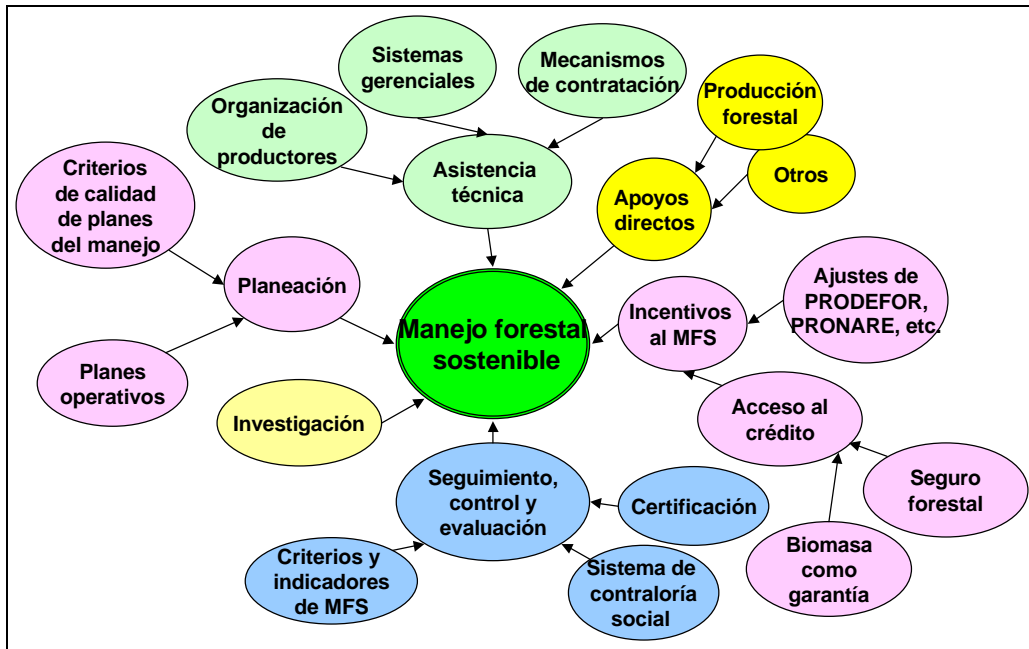 Sistemas
gerenciales
Mecanismos
de contratación
Producción
forestal
Organización
de
productores
Criterios
de calidad
de planes
del manejo
Asistencia
técnica
Apoyos
directos
Otros
Planeación
Manejo forestal
sostenible
Incentivos
al MFS
Ajustes de
PRODEFOR,
PRONARE, etc.
Planes
operativos
Investigación
Acceso al
crédito
Seguimiento,
control y
evaluación
Certificación
Seguro
forestal
Criterios y
indicadores
de MFS
Sistema de
contraloría
social
Biomasa
como
garantía